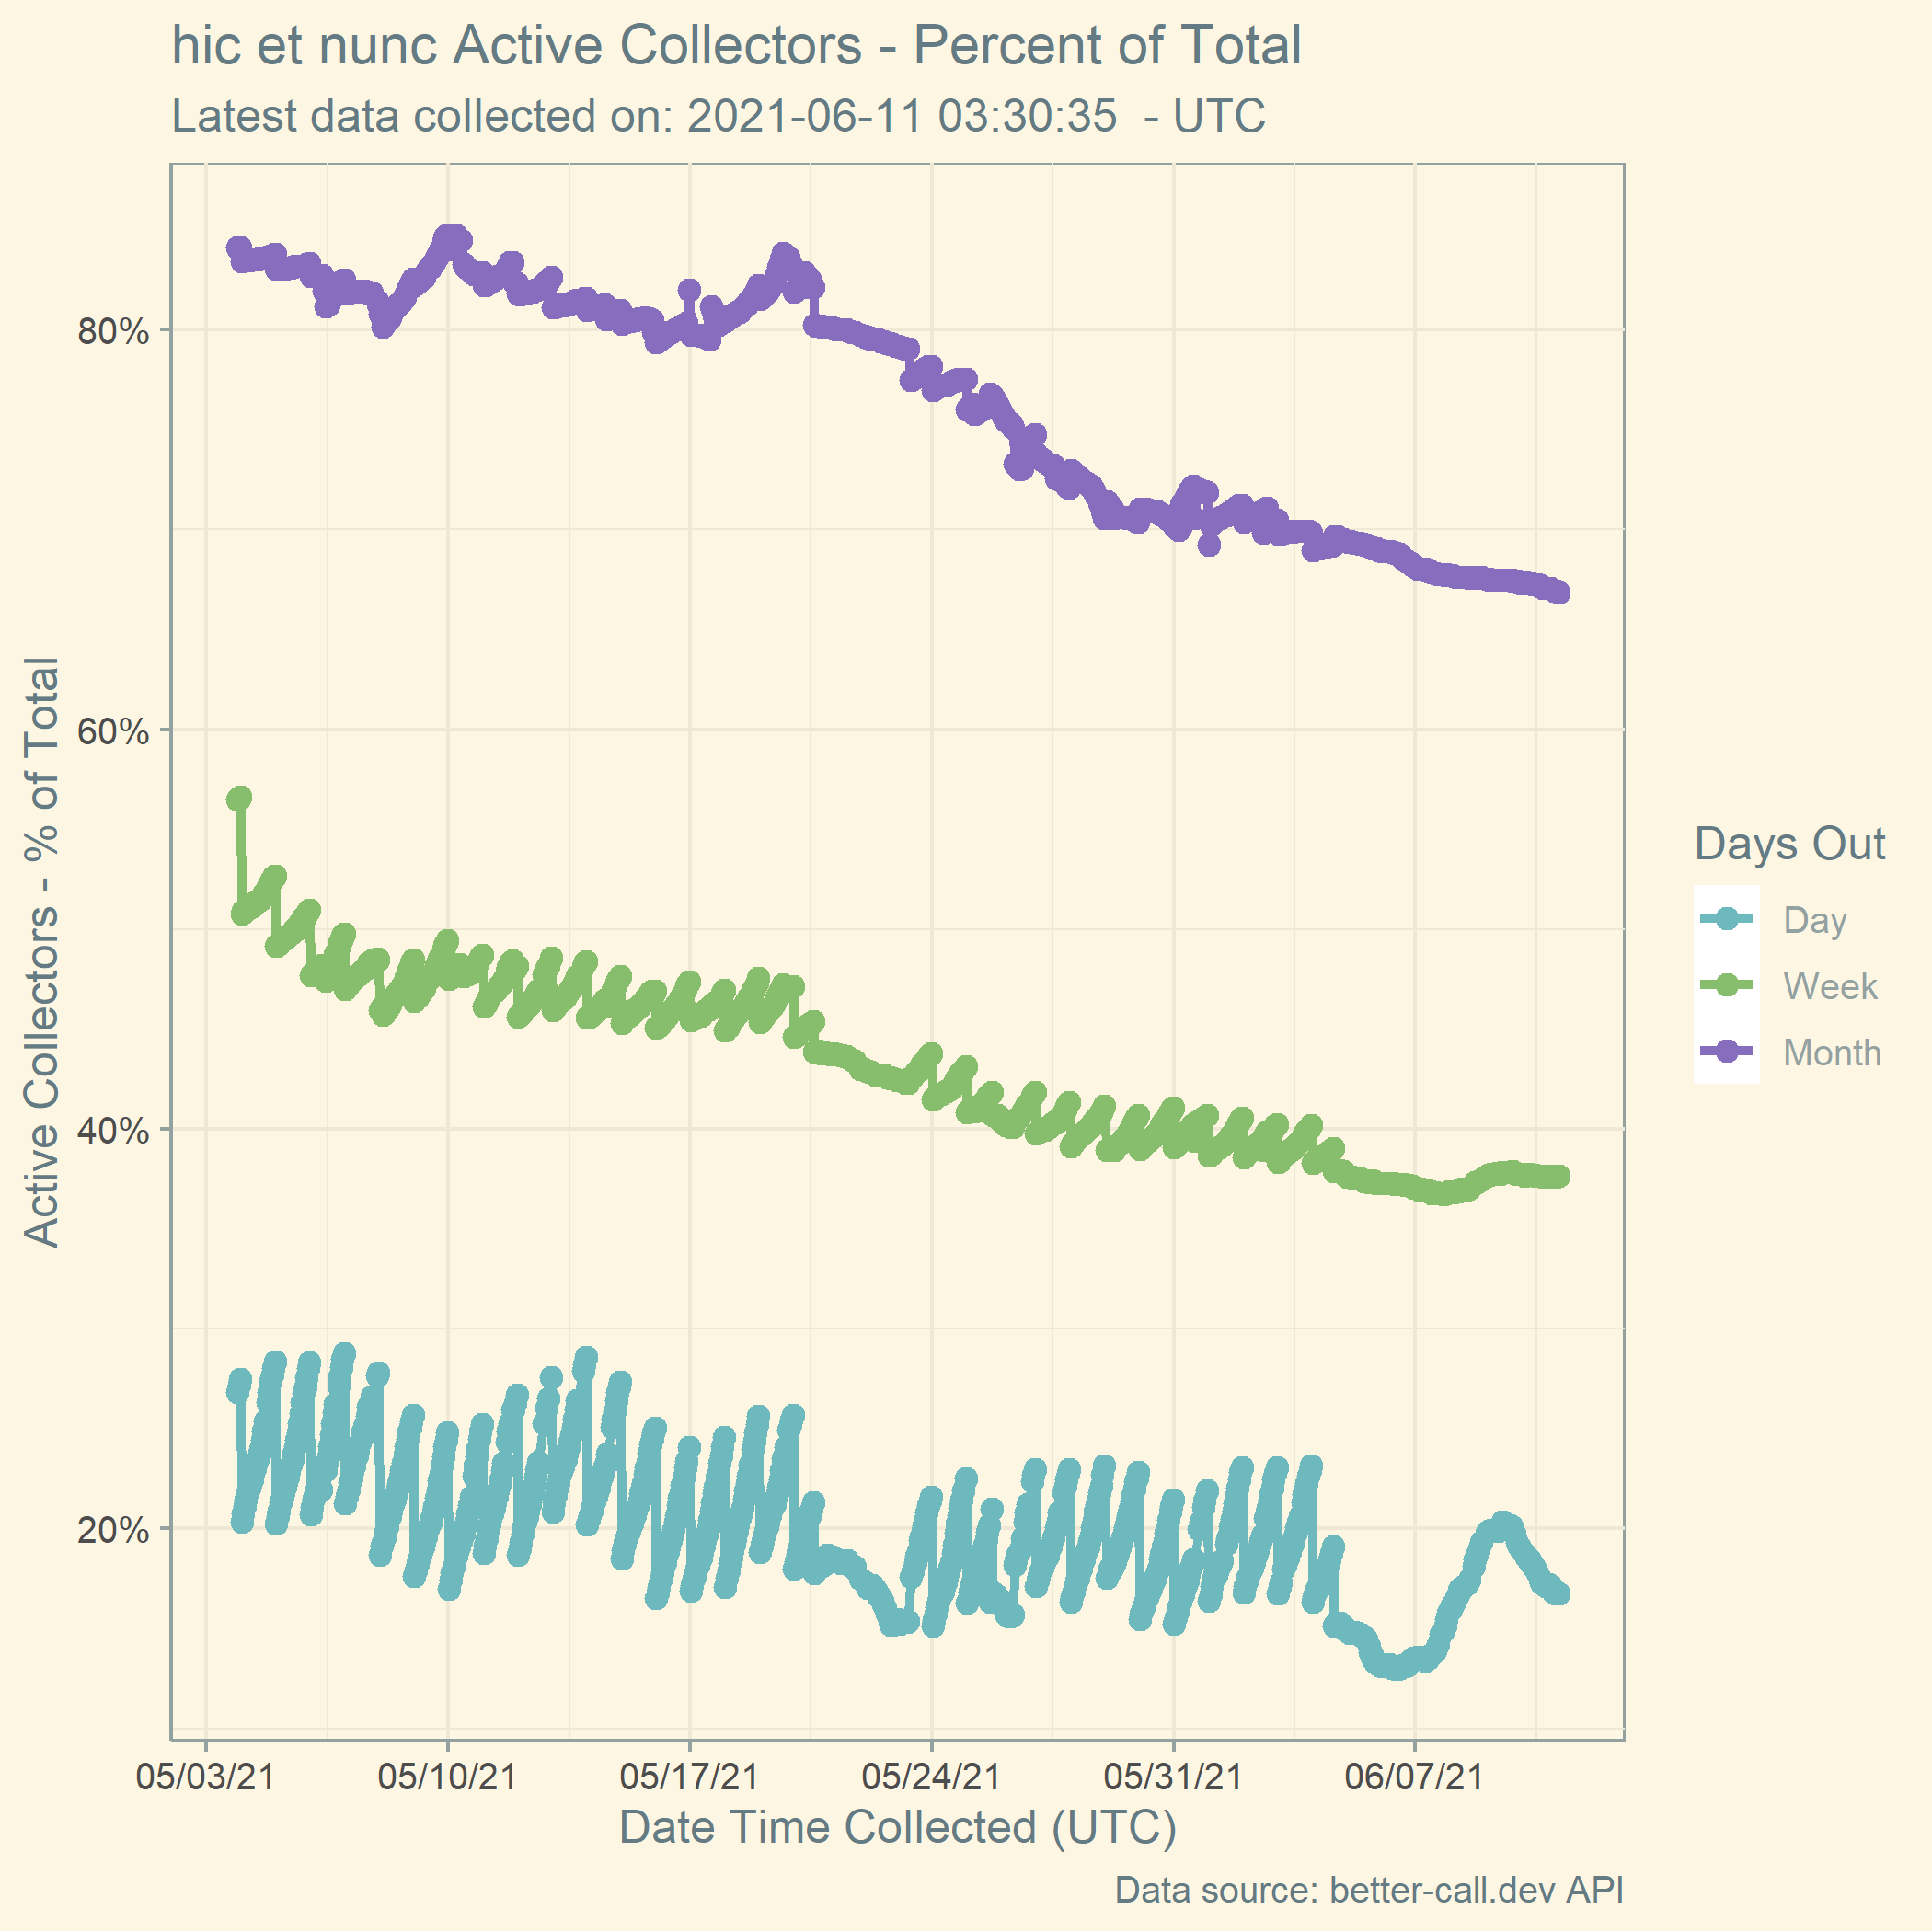 hic et nunc Active Collectors - Percent of Total
Latest data collected on: 2021-06-11 03:30:35  - UTC
Active Collectors - % of Total
80%
60%
40%
20%
05/03/21
05/10/21
05/17/21
05/24/21
05/31/21
06/07/21
Date Time Collected (UTC)
Days Out
Day
Week
Month
Data source: better-call.dev API